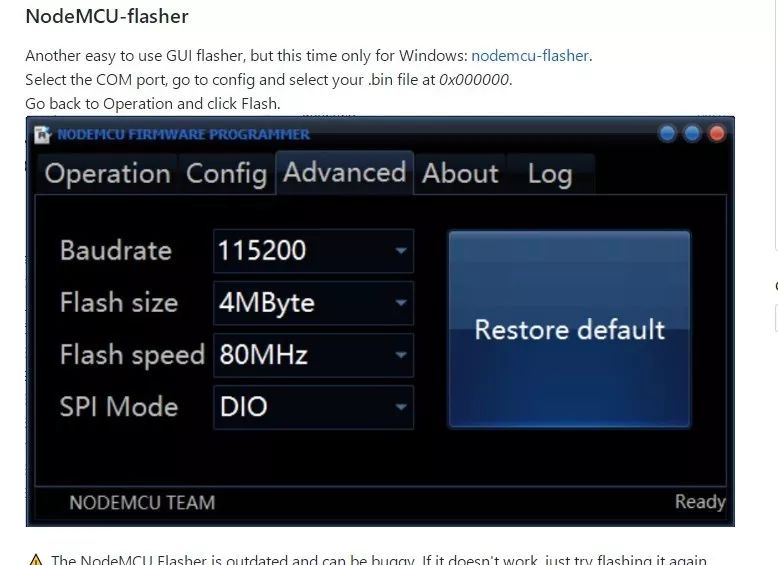 NodeMCU-flasher
Another easy to use GUI flasher, but this time only for Windows: nodemcu-flasher.
Select the COM port, go to config and select your .bin file at 0x000000.
Go back to Operation and click Flash.
NODEMCU FIRMWARE PROGRAMMER
Operation Config Advanced About Log
Baudrate 115200
Flash size 4MByte
Flash speed 80MHz
SPI Mode DIO
Restore default
NODEMCU TEAM Ready
The NodeMCU Flasher is outdated and can be buggy. If it doesn't work, just try flashing it again.